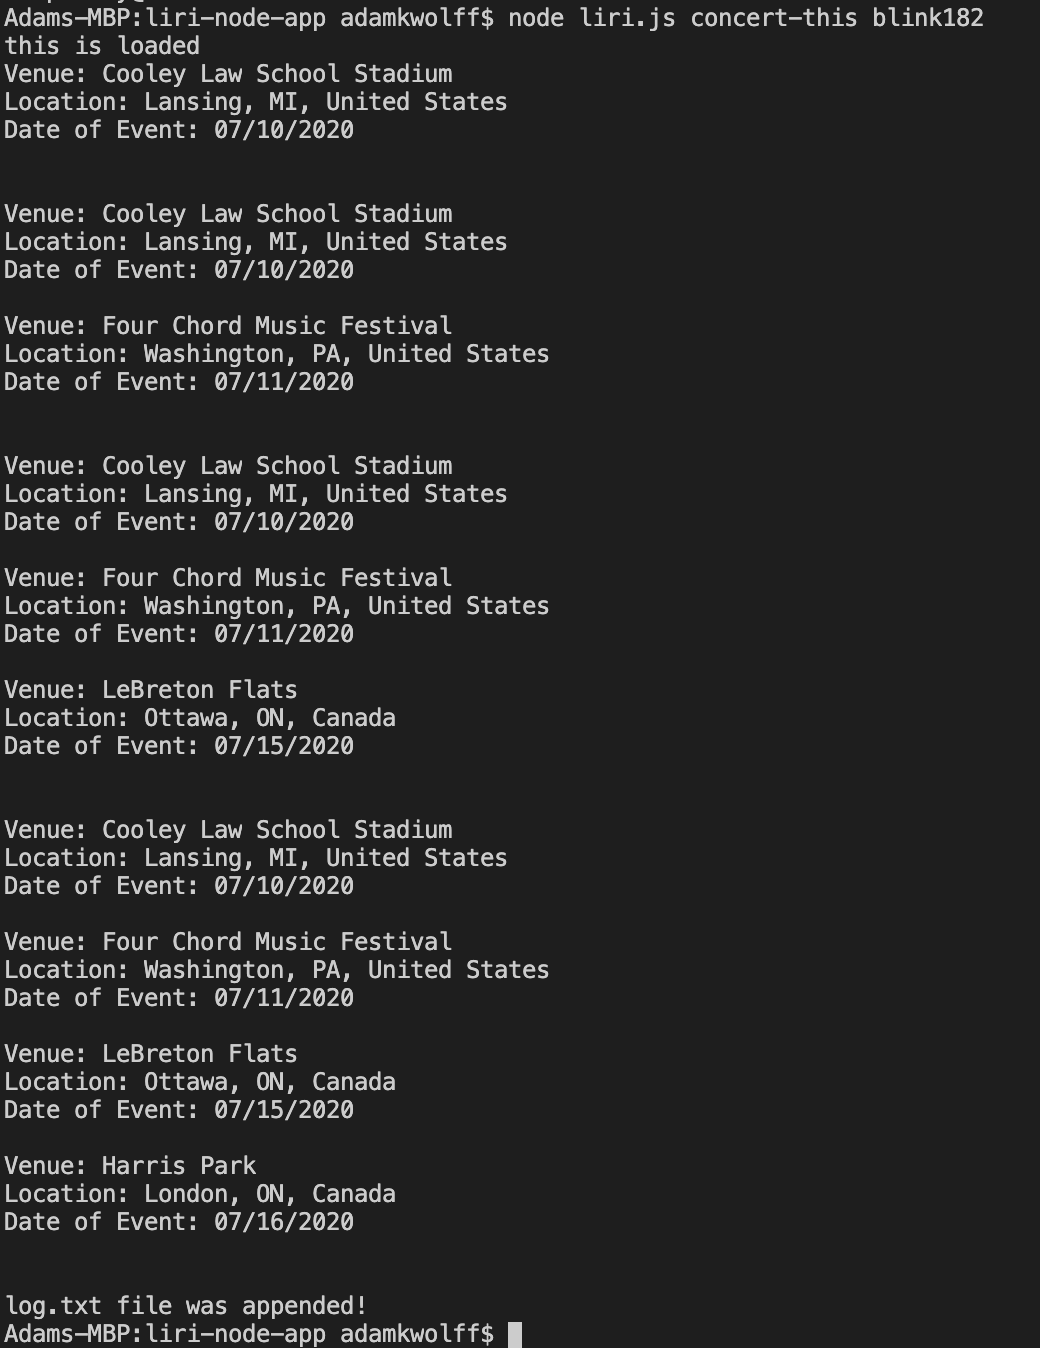 Adams-MBP:liri-node-app adamkwolff$ node liri.js concert-this blink182
this is loaded
Venue: Cooley Law School Stadium
Location: Lansing, MI, United States
Date of Event: 07/10/2020
Venue: Cooley Law School Stadium
Location: Lansing, MI, United States
Date of Event: 07/10/2020
Venue: Four Chord Music Festival
Location: Washington, PA, United States
Date of Event: 07/11/2020
Venue: Cooley Law School Stadium
Location: Lansing, MI, United States
Date of Event: 07/10/2020
Venue: Four Chord Music Festival
Location: Washington, PA, United States
Date of Event: 07/11/2020
Venue: LeBreton Flats
Location: Ottawa, ON, Canada
Date of Event: 07/15/2020
Venue: Cooley Law School Stadium
Location: Lansing, MI, United States
Date of Event: 07/10/2020
Venue: Four Chord Music Festival
Location: Washington, PA, United States
Date of Event: 07/11/2020
Venue: LeBreton Flats
Location: Ottawa, ON, Canada
Date of Event: 07/15/2020
Venue: Harris Park
Location: London, ON, Canada
Date of Event: 07/16/2020
log.txt file was appended!
Adams-MBP:liri-node-app adamkwolff$